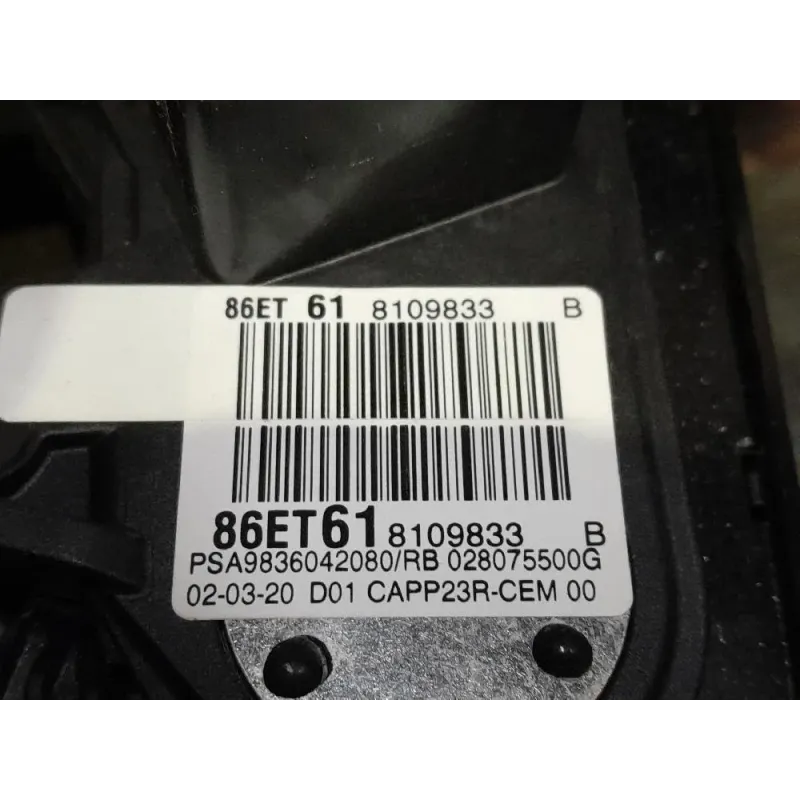 86ET 61 8109833 B
86ET61 8109833 B
PSA9836042080/RB 028075500G
02-03-20 D01 CAPP23R-CEM 00